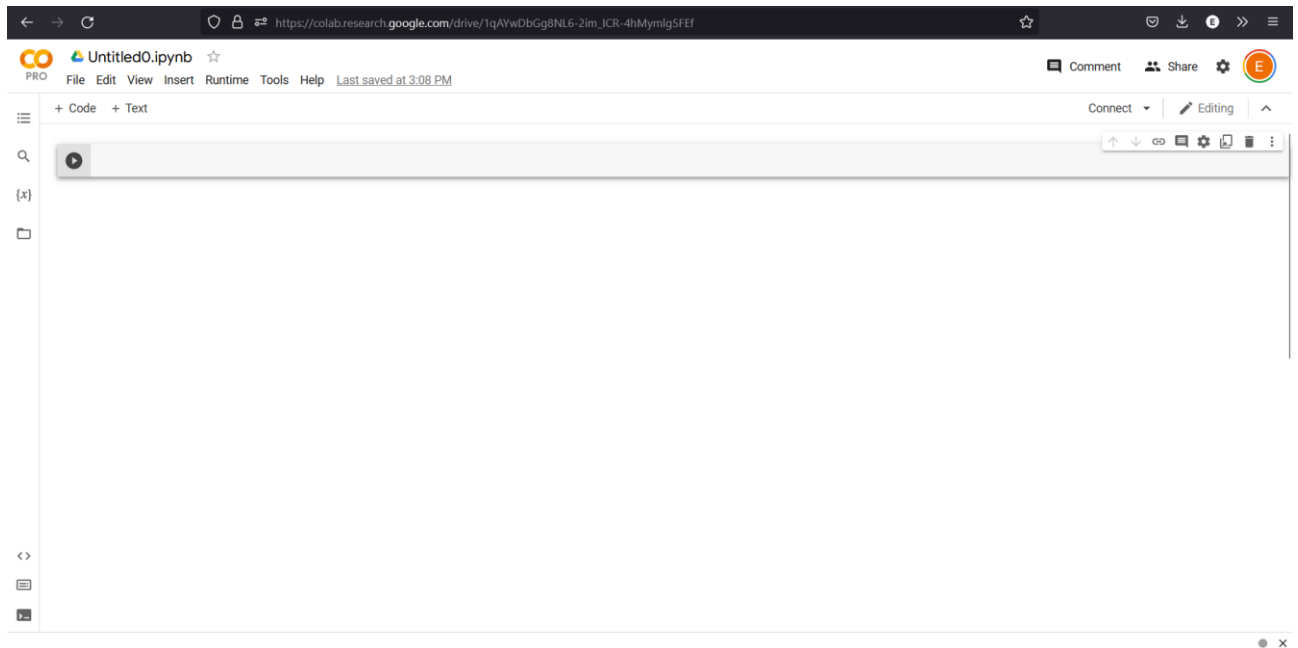 https://colab.research.google.com/drive/1qAYwDbGg8NL6-2im_ICR-4hMymlg5FEf
E
CO
PRO
Untitled0.ipynb
File Edit View Insert Runtime Tools Help Last saved at 3:08 PM
Comment Share E
+ Code + Text
Connect Editing
{x}